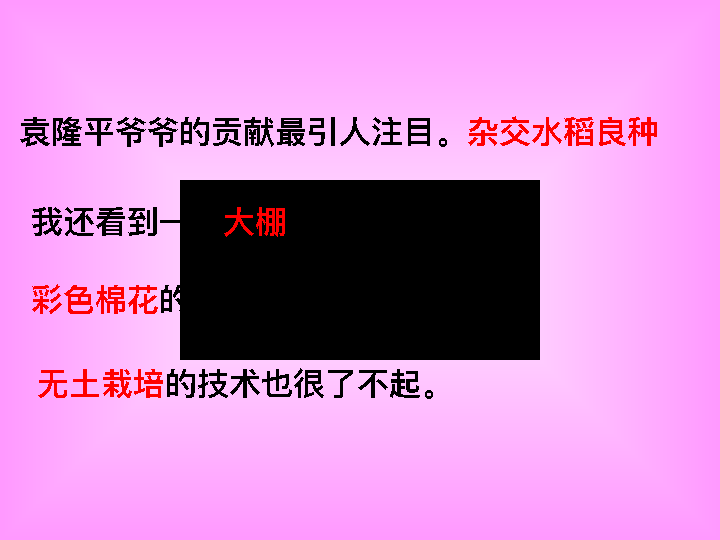 袁隆平爷爷的贡献最引人注目。杂交水稻良种
我还看到一 大棚
彩色棉花的
无土栽培的技术也很了不起。